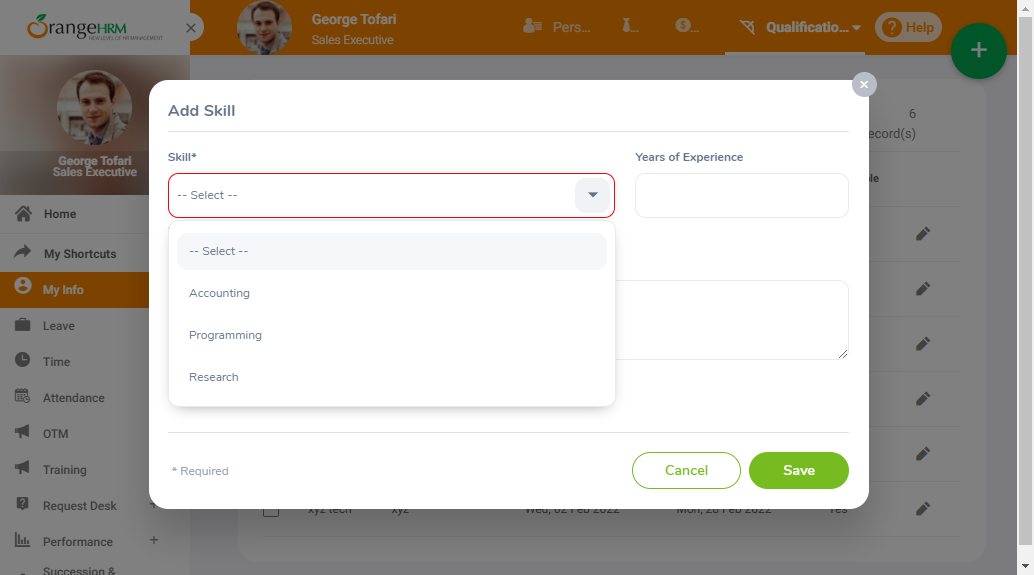 OrangeHRM
NEW LEVEL OF HR MANAGEMENT
George Tofari
Sales Executive
Pers...
Qualificatio...
Help
George Tofari
Sales Executive
Home
My Shortcuts
My Info
Leave
Time
Attendance
OTM
Training
Request Desk
Performance
Succession &
6
ecord(s)
Add Skill
Skill*
Years of Experience
-- Select --
-- Select --
Accounting
Programming
Research
* Required
Cancel
Save
xyz tech xyz Wed, 02 Feb 2022 Mon, 28 Feb 2022 Yes